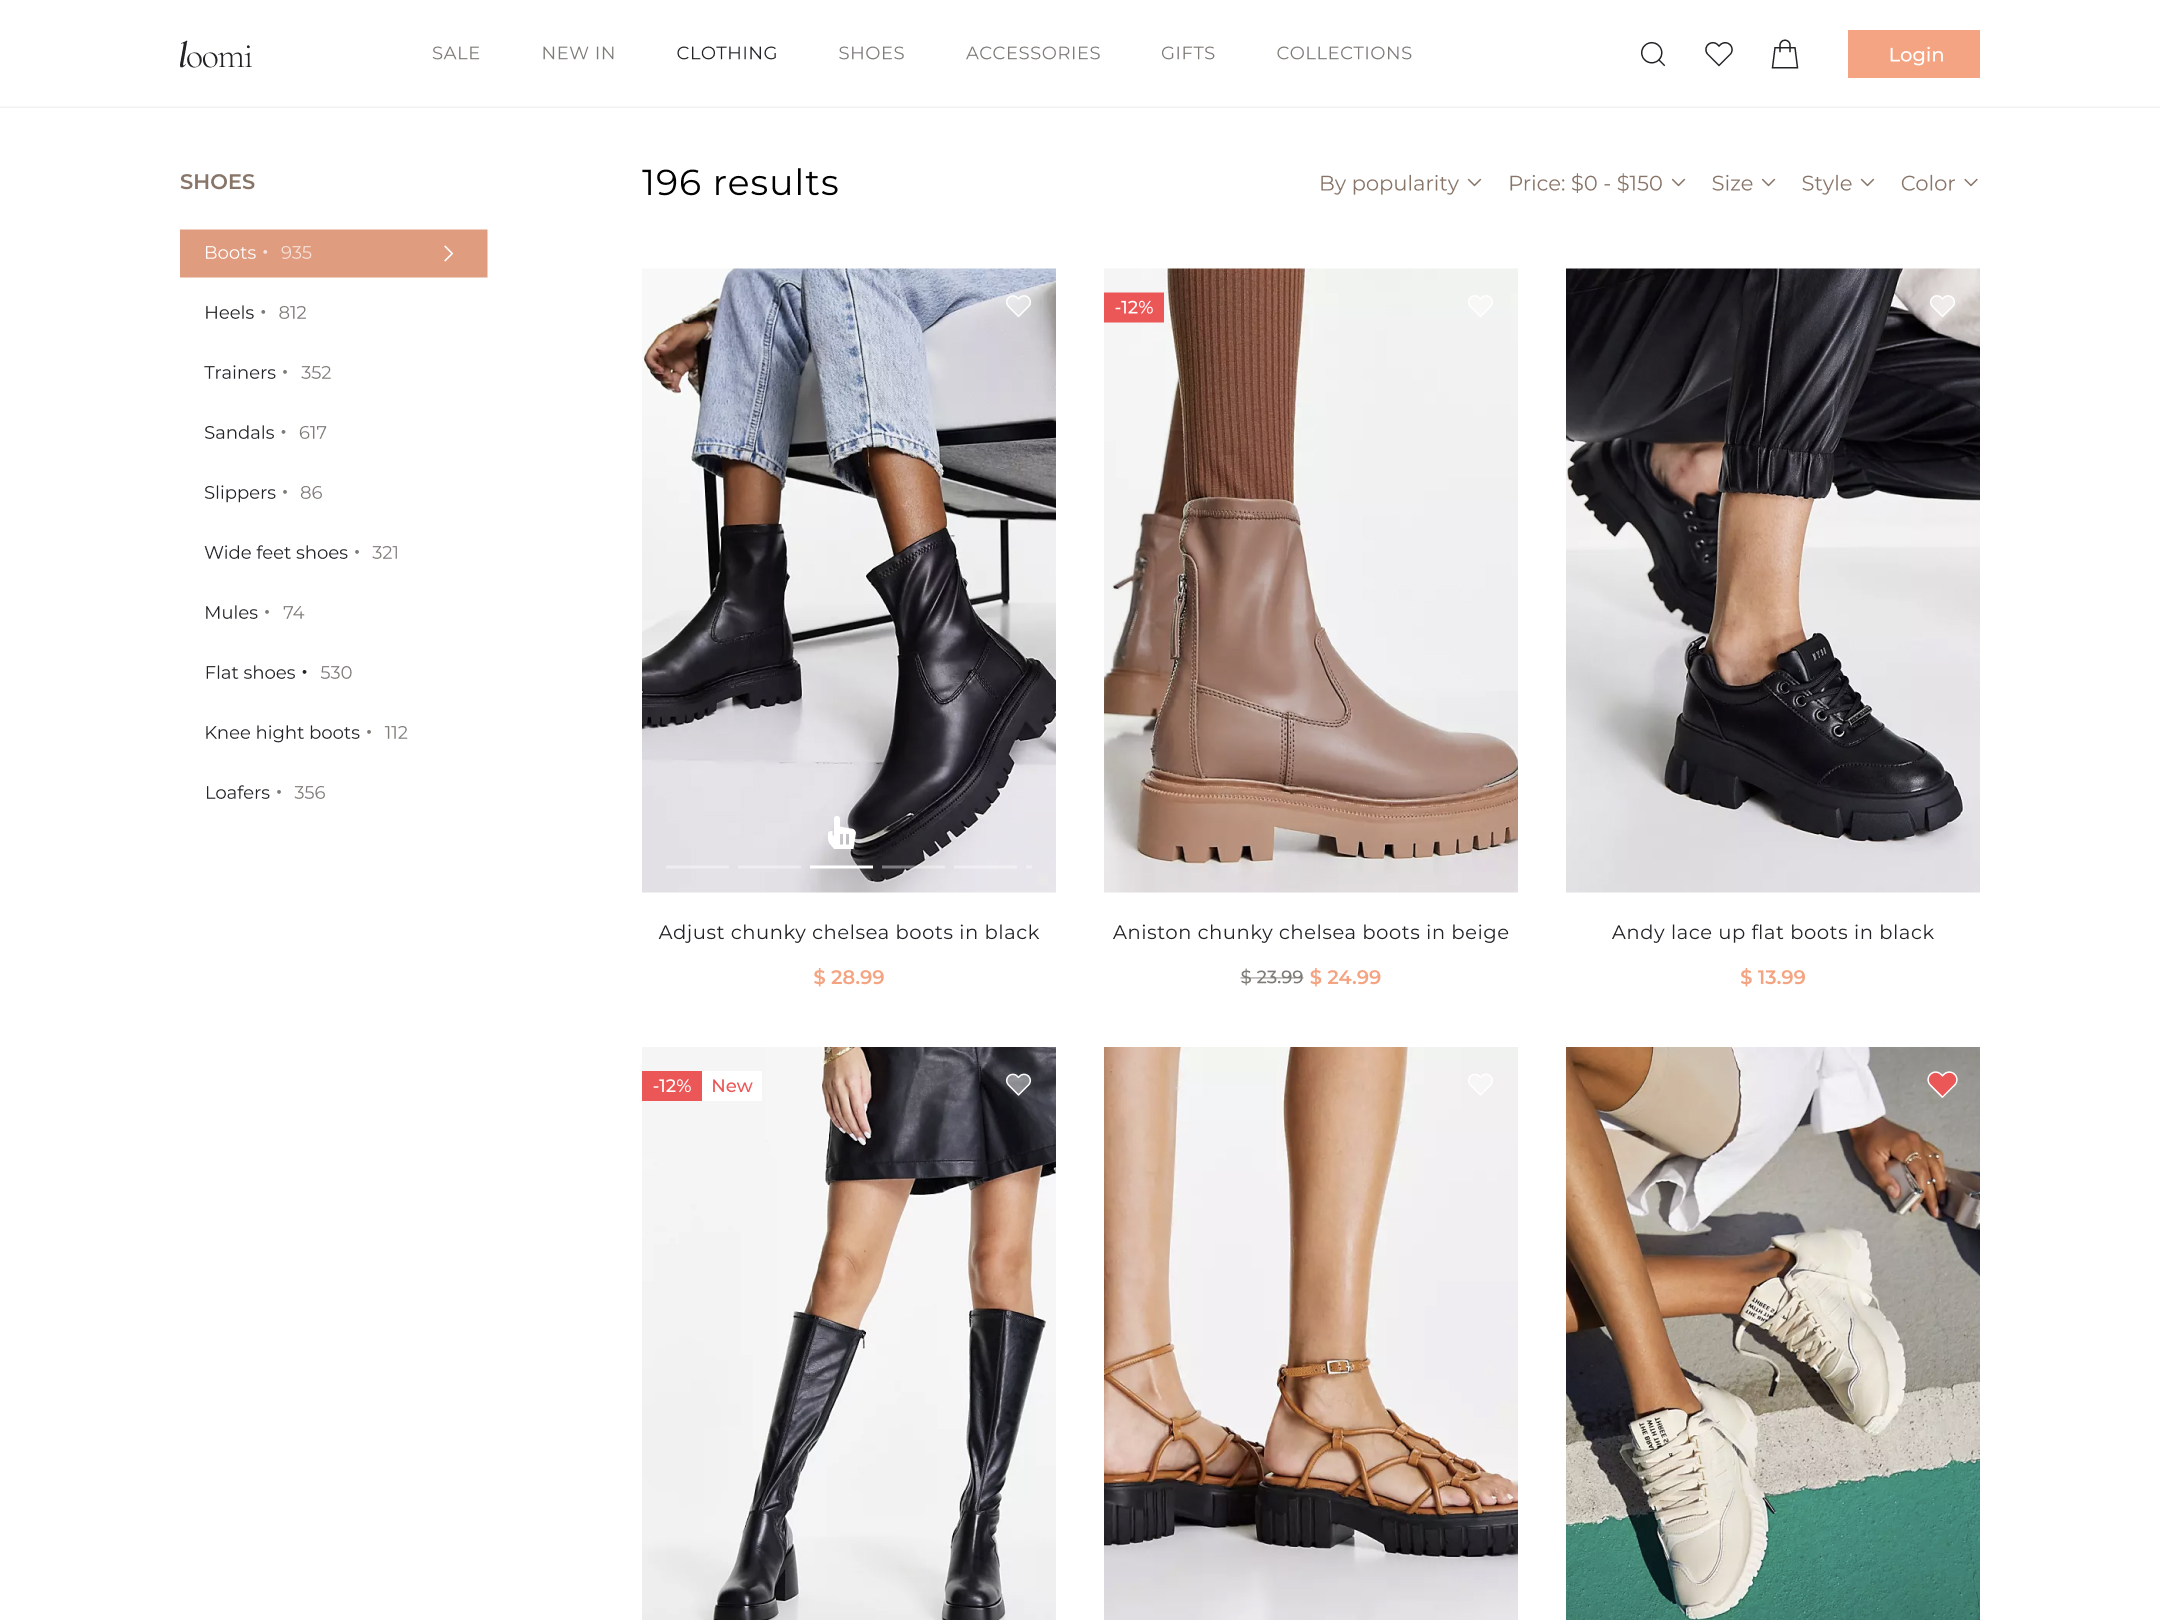 loomi
SALE NEW IN CLOTHING SHOES ACCESSORIES GIFTS COLLECTIONS
Login
SHOES
196 results
By popularity Price: $0 - $150 Size Style Color
Boots • 935
Heels • 812
Trainers • 352
Sandals • 617
Slippers • 86
Wide feet shoes • 321
Mules • 74
Flat shoes • 530
Knee hight boots • 112
Loafers • 356
-12%
Adjust chunky chelsea boots in black
$ 28.99
Aniston chunky chelsea boots in beige
$ 23.99 $ 24.99
Andy lace up flat boots in black
$ 13.99
-12% New